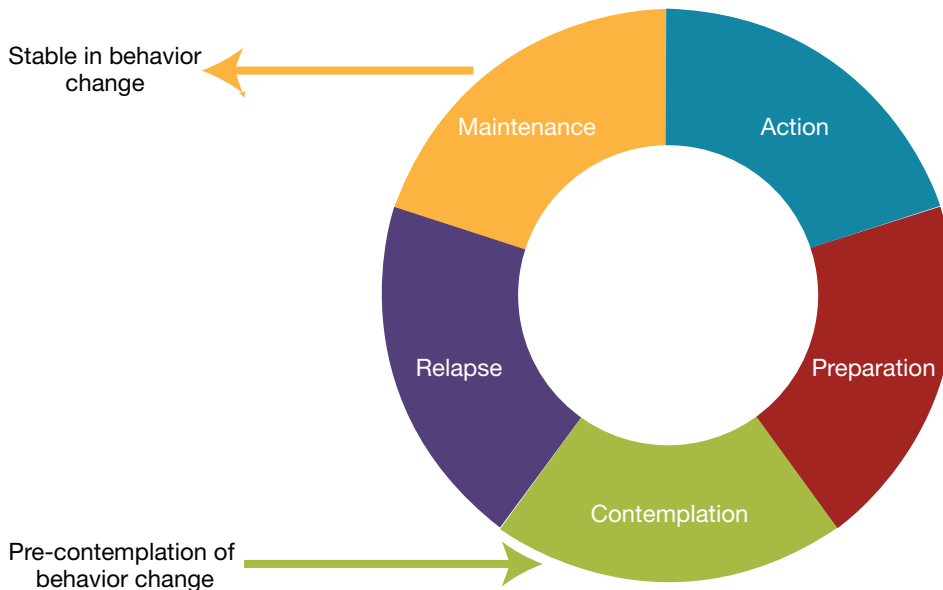 Stable in behavior
change
Maintenance
Action
Relapse
Preparation
Contemplation
Pre-contemplation of
behavior change